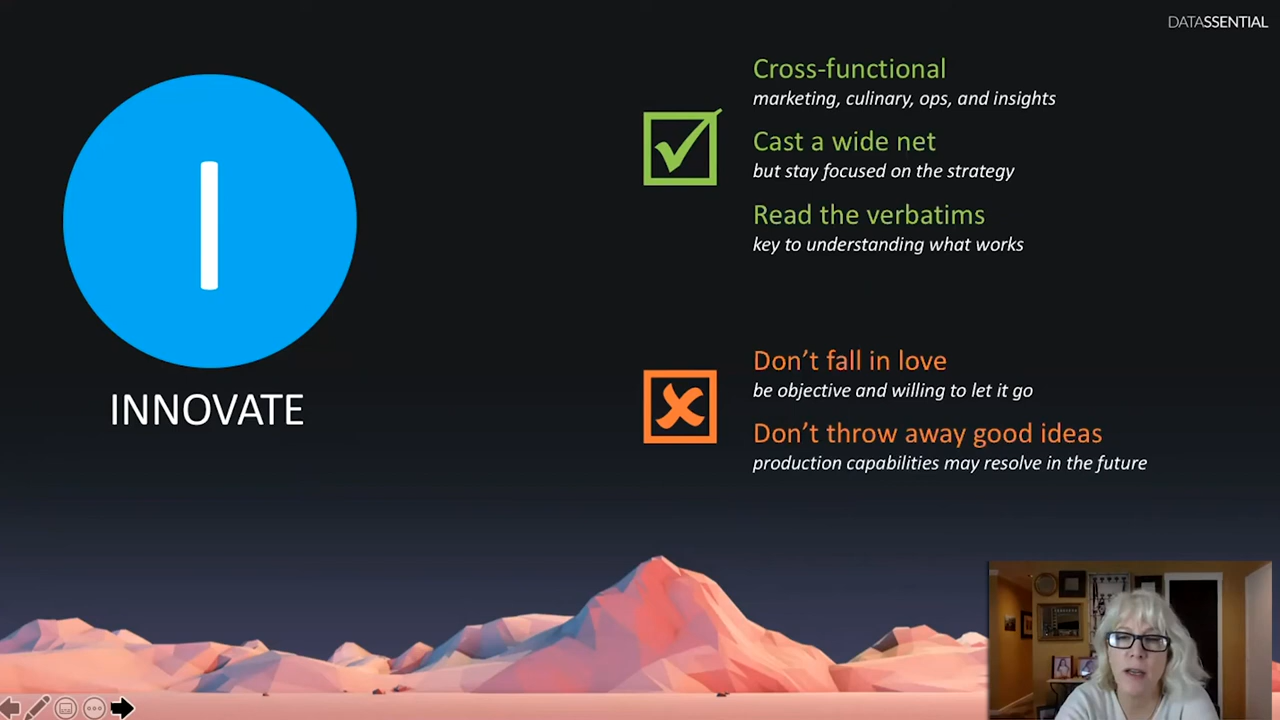 DATASSENTIAL
I
INNOVATE
Cross-functional
marketing, culinary, ops, and insights
Cast a wide net
but stay focused on the strategy
Read the verbatims
key to understanding what works
Don’t fall in love
be objective and willing to let it go
Don’t throw away good ideas
production capabilities may resolve in the future